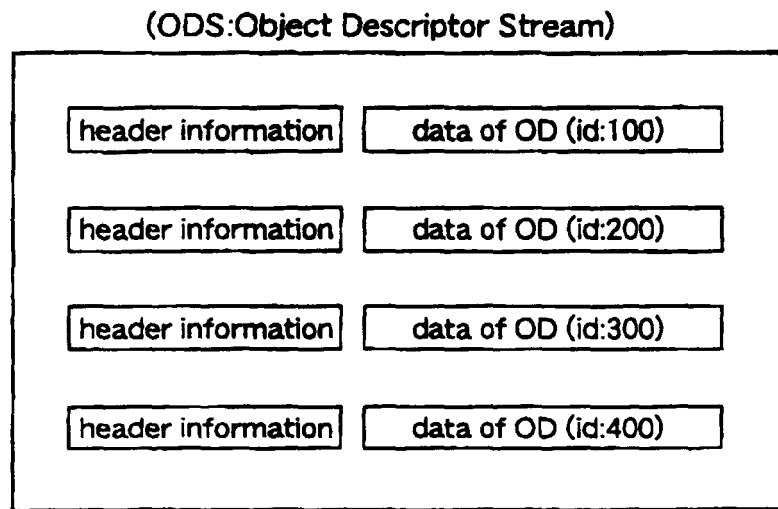 (ODS:Object Descriptor Stream)
header information data of OD (id:100)
header information data of OD (id:200)
header information data of OD (id:300)
header information data of OD (id:400)